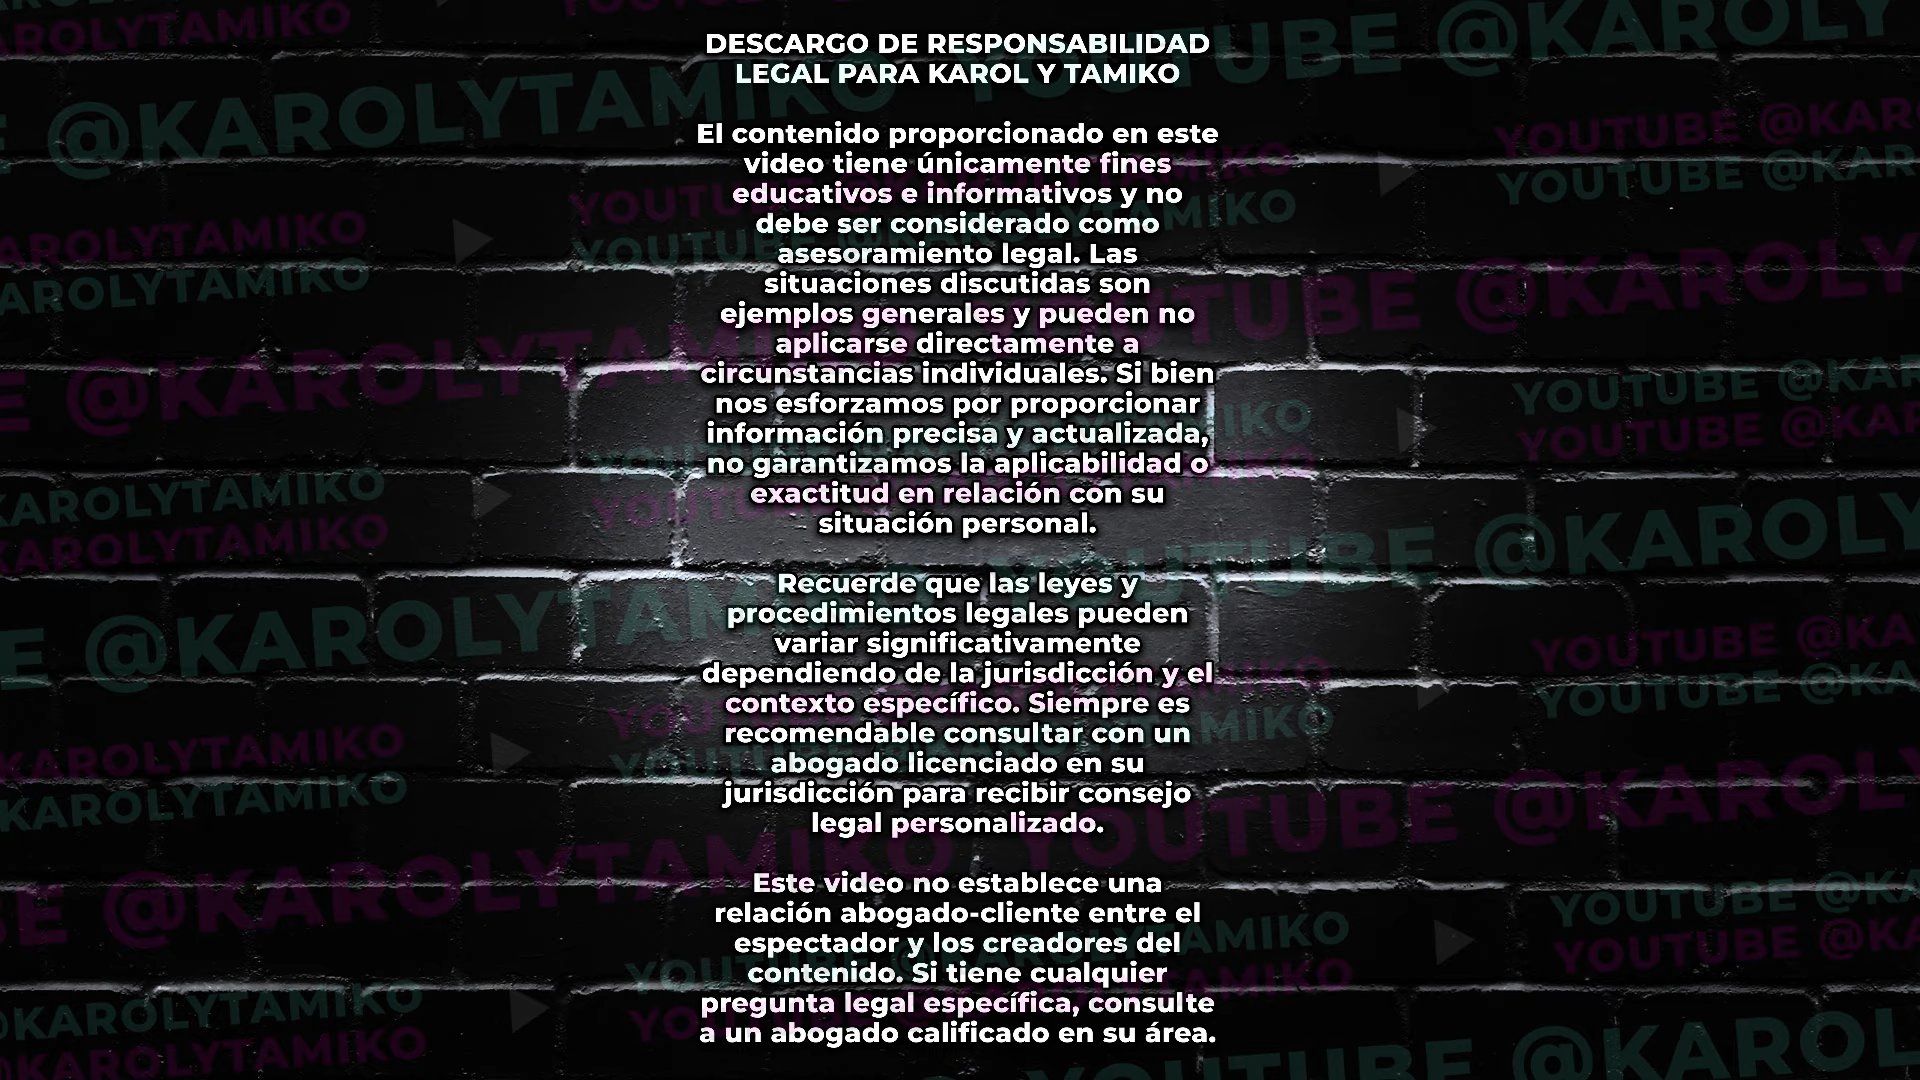 DESCARGO DE RESPONSABILIDAD
LEGAL PARA KAROL Y TAMIKO
El contenido proporcionado en este
video tiene únicamente fines
educativos e informativos y no
debe ser considerado como
asesoramiento legal. Las
situaciones discutidas son
ejemplos generales y pueden no
aplicarse directamente a
circunstancias individuales. Si bien
nos esforzamos por proporcionar
información precisa y actualizada,
no garantizamos la aplicabilidad o
exactitud en relación con su
situación personal.
Recuerde que las leyes y
procedimientos legales pueden
variar significativamente
dependiendo de la jurisdicción y el
contexto específico. Siempre es
recomendable consultar con un
abogado licenciado en su
jurisdicción para recibir consejo
legal personalizado.
Este video no establece una
relación abogado-cliente entre el
espectador y los creadores del
contenido. Si tiene cualquier
pregunta legal específica, consulte
a un abogado calificado en su área.
YOUTUBE @KAROLYTAMIKO